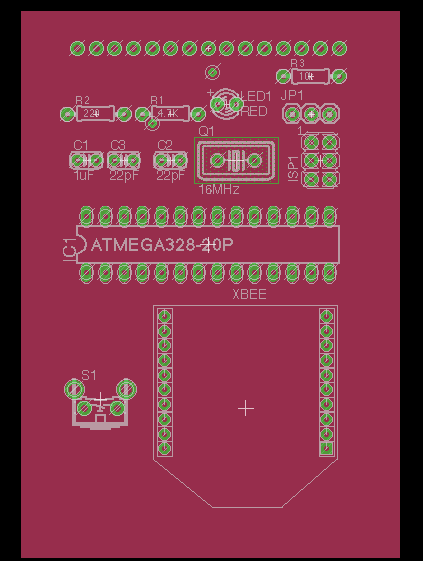 R3
10k
LED1
RED
JP1
R2
220
R1
4.7K
1
Q1
C1
C3
C2
1uF
22pF
22pF
16MHz
ISP1
IC1
ATMEGA328-20P
XBEE
S1